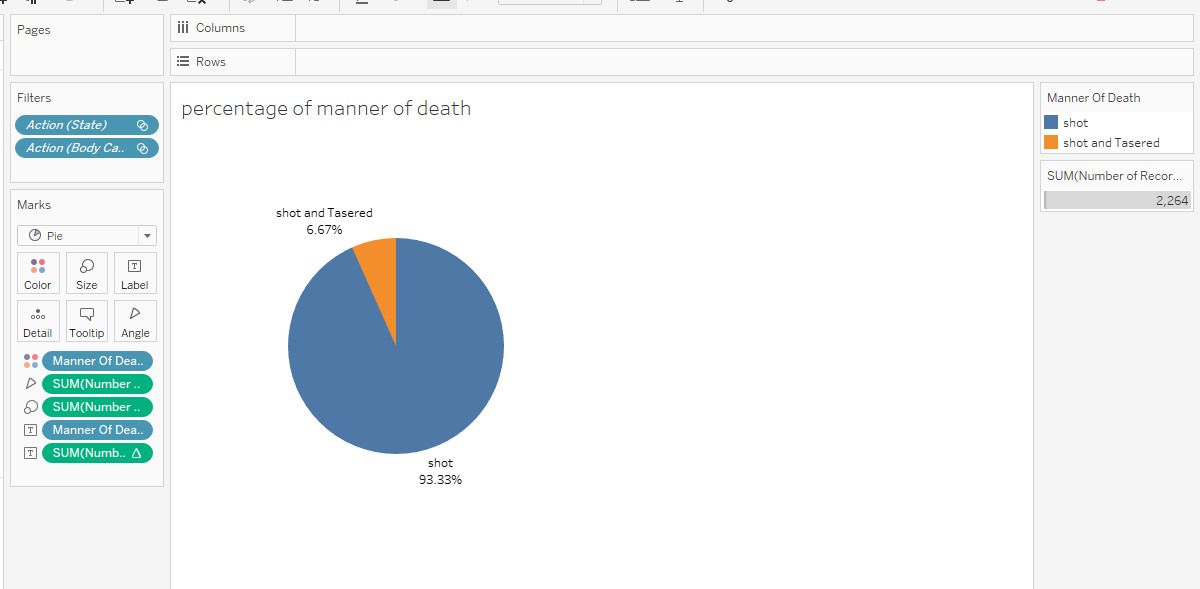 Pages
Columns
Rows
Filters
Action (State)
Action (Body Ca..
Marks
Pie
Color
Size
Label
Detail
Tooltip
Angle
Manner Of Dea..
SUM(Number ..
SUM(Number ..
Manner Of Dea..
SUM(Numb..
percentage of manner of death
shot and Tasered
6.67%
shot
93.33%
Manner Of Death
shot
shot and Tasered
SUM(Number of Recor...
2,264